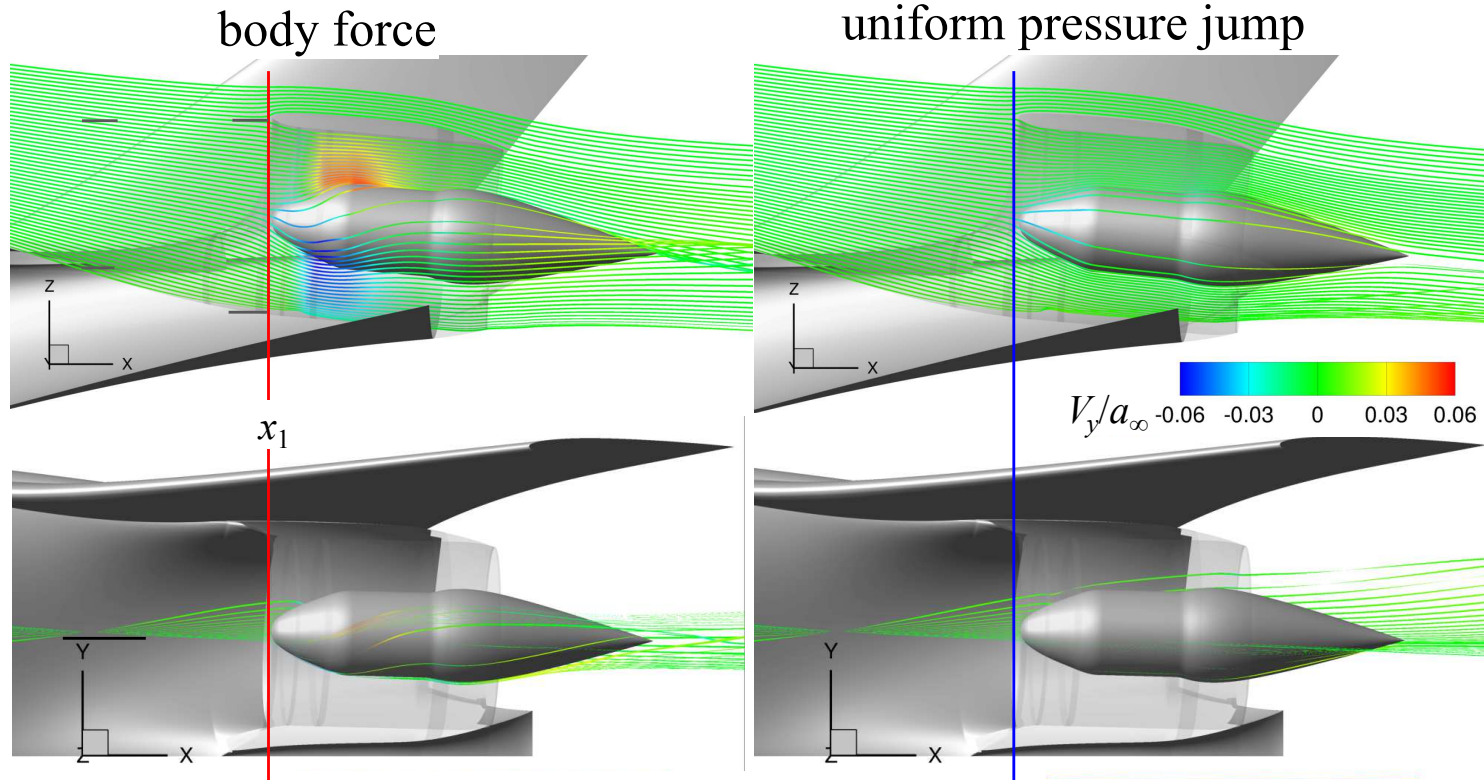 body force
uniform pressure jump
Z
X
Z
X
V_y/a_∞
-0.06 -0.03 0 0.03 0.06
x_1
Y
X
Z
Y
X
Z